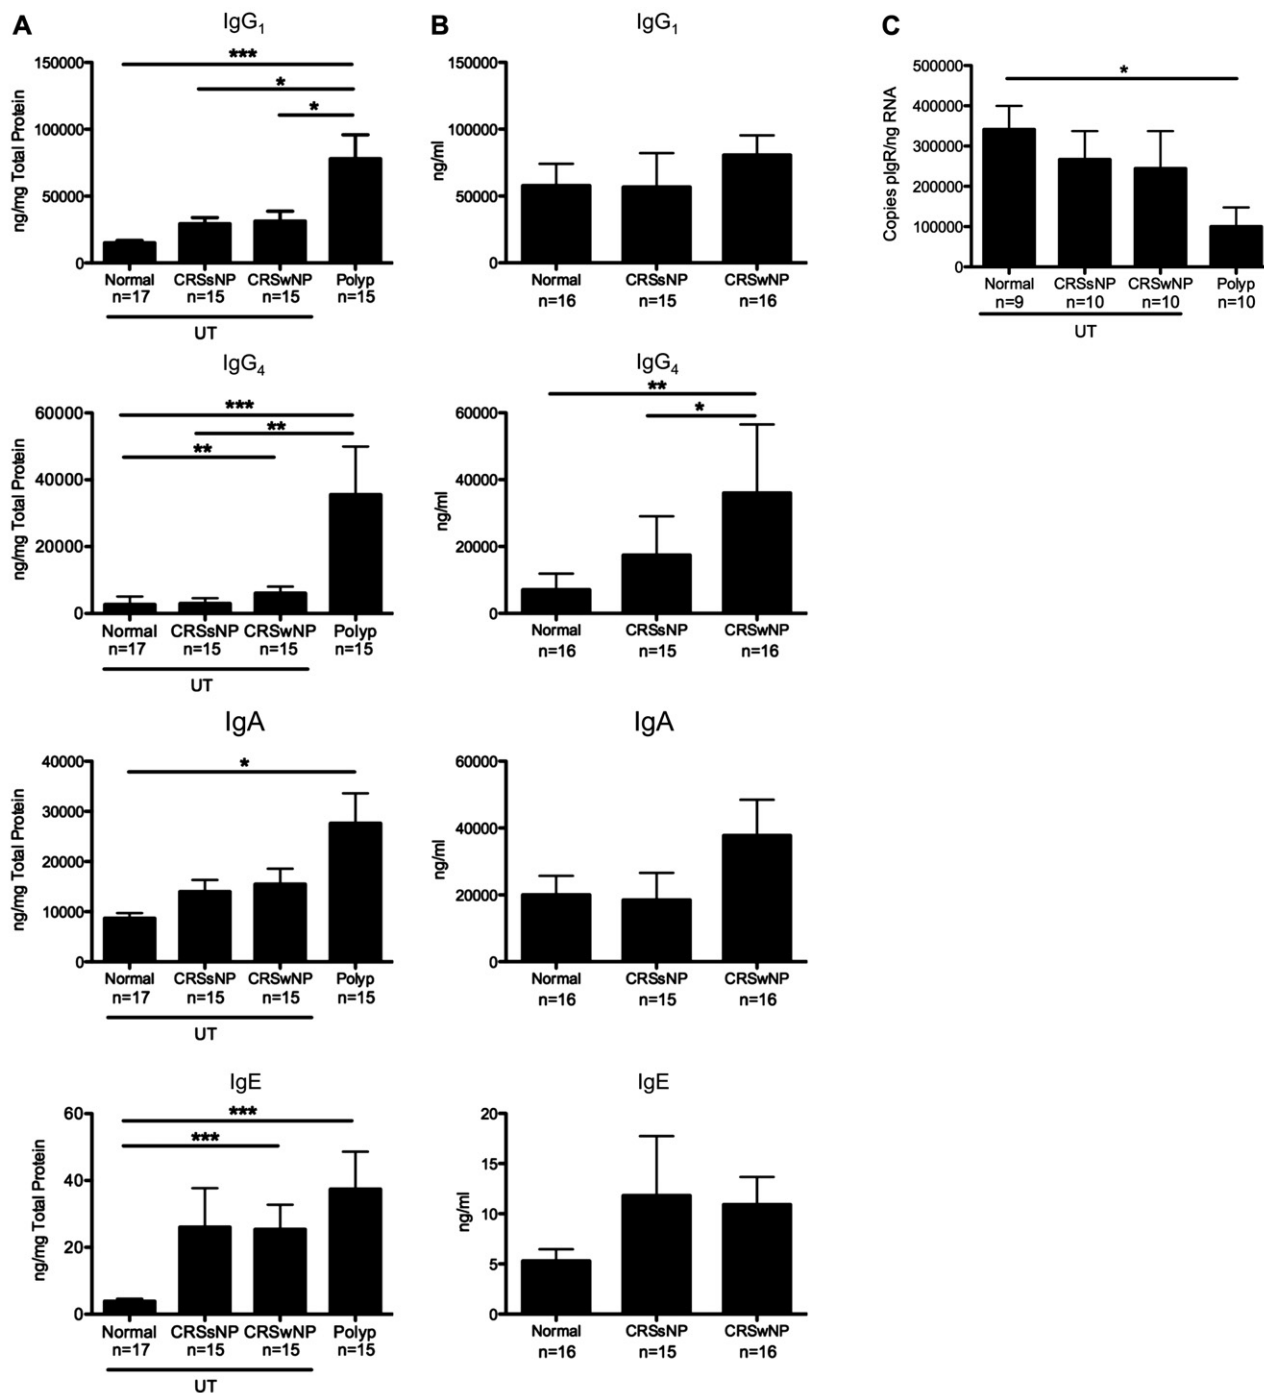 A
IgG1
***
*
*
150000
100000
50000
0
ng/mg Total Protein
Normal CRSsNP CRSwNP Polyp
n=17 n=15 n=15 n=15
UT
IgG4
***
**
**
60000
40000
20000
0
ng/mg Total Protein
Normal CRSsNP CRSwNP Polyp
n=17 n=15 n=15 n=15
UT
IgA
*
40000
30000
20000
10000
0
ng/mg Total Protein
Normal CRSsNP CRSwNP Polyp
n=17 n=15 n=15 n=15
UT
IgE
***
***
60
40
20
0
ng/mg Total Protein
Normal CRSsNP CRSwNP Polyp
n=17 n=15 n=15 n=15
UT
B
IgG1
150000
100000
50000
0
ng/ml
Normal CRSsNP CRSwNP
n=16 n=15 n=16
IgG4
**
*
60000
40000
20000
0
ng/ml
Normal CRSsNP CRSwNP
n=16 n=15 n=16
IgA
60000
40000
20000
0
ng/ml
Normal CRSsNP CRSwNP
n=16 n=15 n=16
IgE
20
15
10
5
0
ng/ml
Normal CRSsNP CRSwNP
n=16 n=15 n=16
C
*
500000
400000
300000
200000
100000
0
Copies pIgR/ng RNA
Normal CRSsNP CRSwNP Polyp
n=9 n=10 n=10 n=10
UT